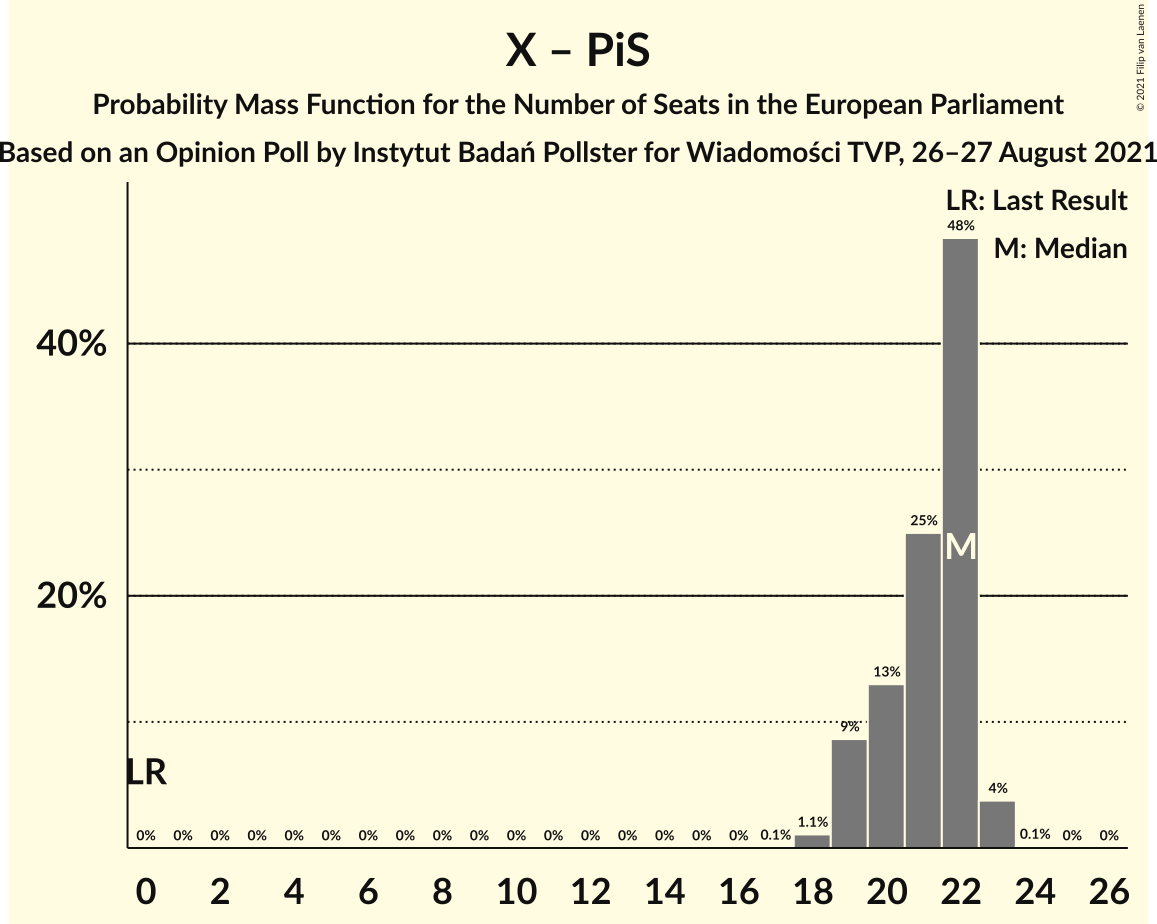 X – PiS
Probability Mass Function for the Number of Seats in the European Parliament
Based on an Opinion Poll by Instytut Badań Pollster for Wiadomości TVP, 26–27 August 2021
© 2021 Filip van Laenen
LR: Last Result
M: Median
48%
40%
25%
M
20%
13%
9%
LR
4%
0% 0% 0% 0% 0% 0% 0% 0% 0% 0% 0% 0% 0% 0% 0% 0% 0% 0.1% 1.1% 0.1% 0% 0%
0 2 4 6 8 10 12 14 16 18 20 22 24 26